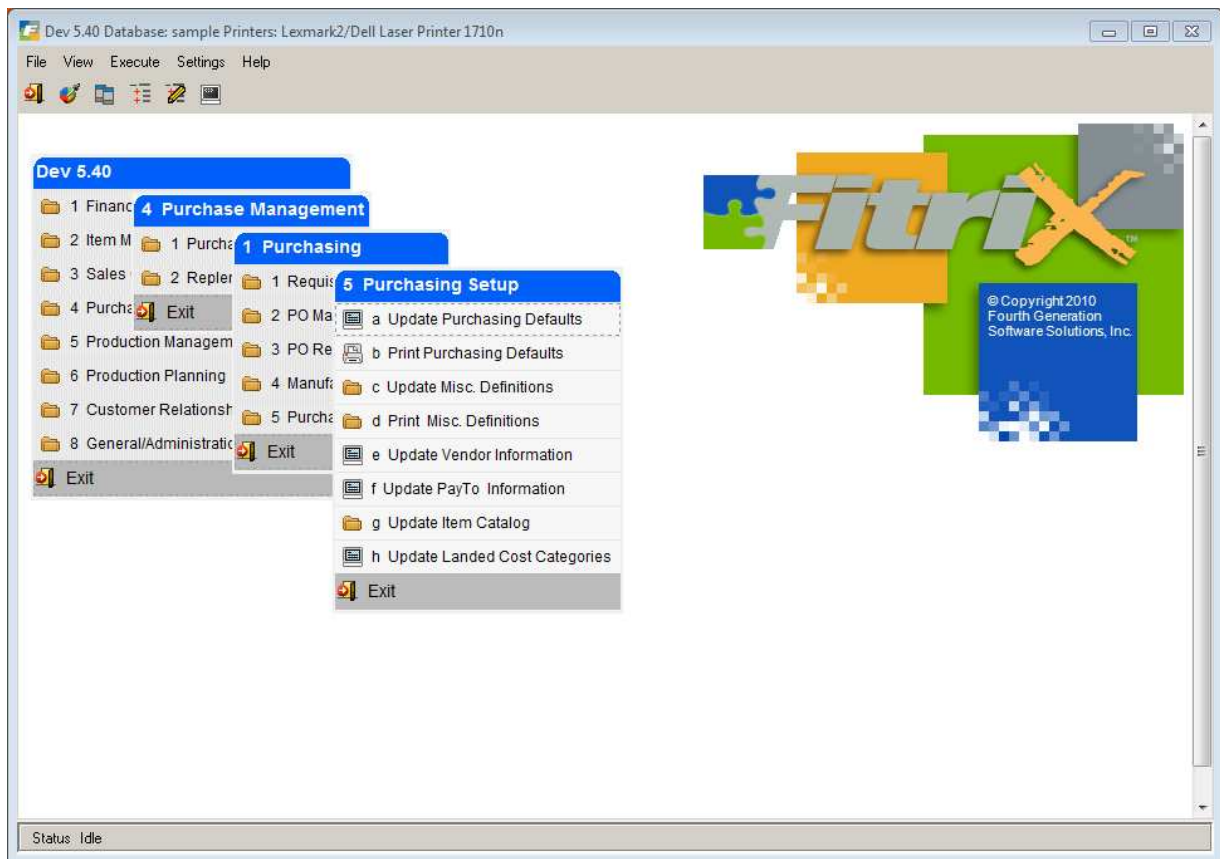 Dev 5.40 Database: sample Printers: Lexmark2/Dell Laser Printer 1710n
File View Execute Settings Help
Dev 5.40
1 Financ
2 Item M
3 Sales
4 Purcha
5 Production Managem
6 Production Planning
7 Customer Relationsh
8 General/Administratic
Exit
4 Purchase Management
1 Purcha
2 Repler
Exit
1 Purchasing
1 Requis
2 PO Ma
3 PO Re
4 Manufa
5 Purcha
Exit
5 Purchasing Setup
a Update Purchasing Defaults
b Print Purchasing Defaults
c Update Misc. Definitions
d Print Misc. Definitions
e Update Vendor Information
f Update PayTo Information
g Update Item Catalog
h Update Landed Cost Categories
Exit
FitriX™
© Copyright 2010
Fourth Generation
Software Solutions, Inc.
Status Idle